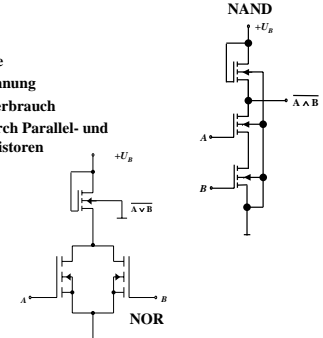 NAND
+U_B
e
nnung
erbrauch
rch Parallel- und
istoren
A ∧ B
A
B
+U_B
A ∨ B
A
B
NOR